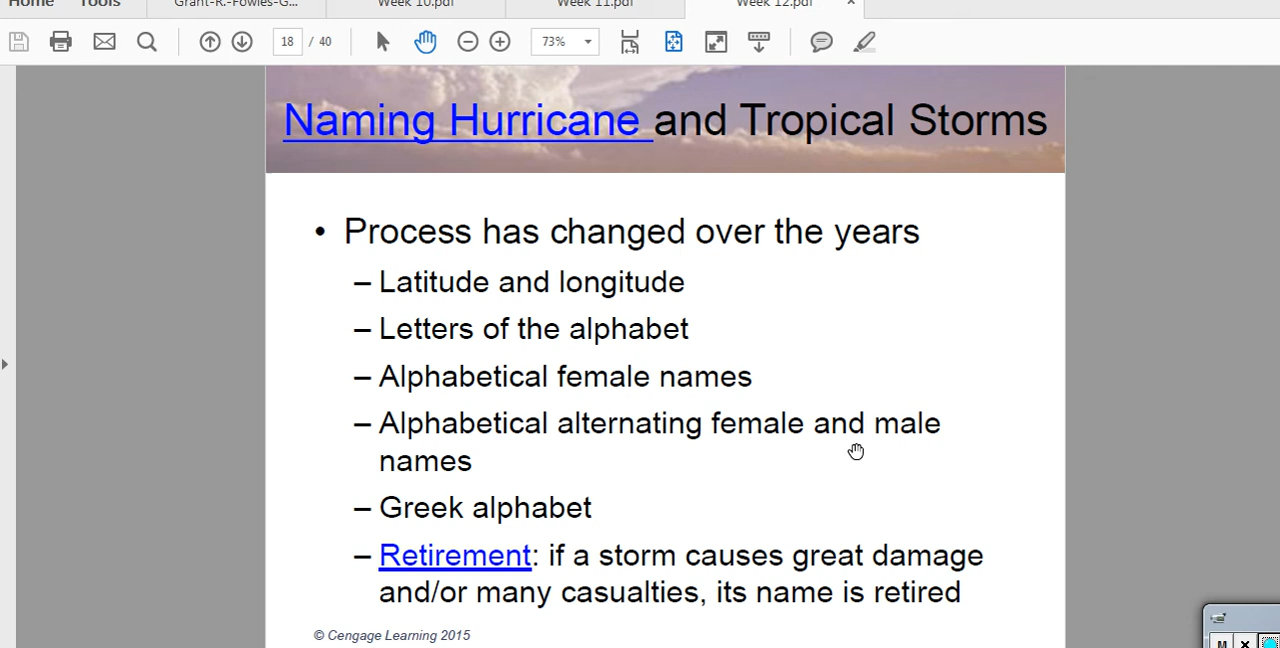 Home Tools Grant-R.-Fowles-G... Week 10.pdf Week 11.pdf Week 12.pdf ×
18 / 40 73%
Naming Hurricane and Tropical Storms
• Process has changed over the years
– Latitude and longitude
– Letters of the alphabet
– Alphabetical female names
– Alphabetical alternating female and male
names
– Greek alphabet
– Retirement: if a storm causes great damage
and/or many casualties, its name is retired
© Cengage Learning 2015
M